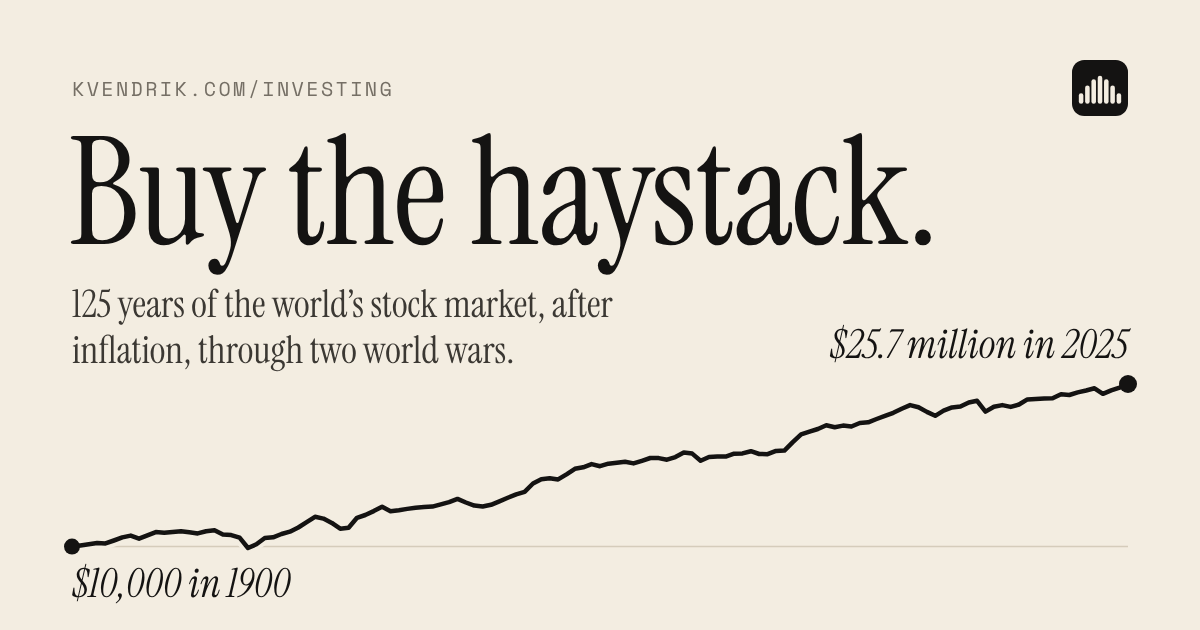 KVENDRIK.COM/INVESTING
Buy the haystack.
125 years of the world’s stock market, after
inflation, through two world wars.
$25.7 million in 2025
$10,000 in 1900